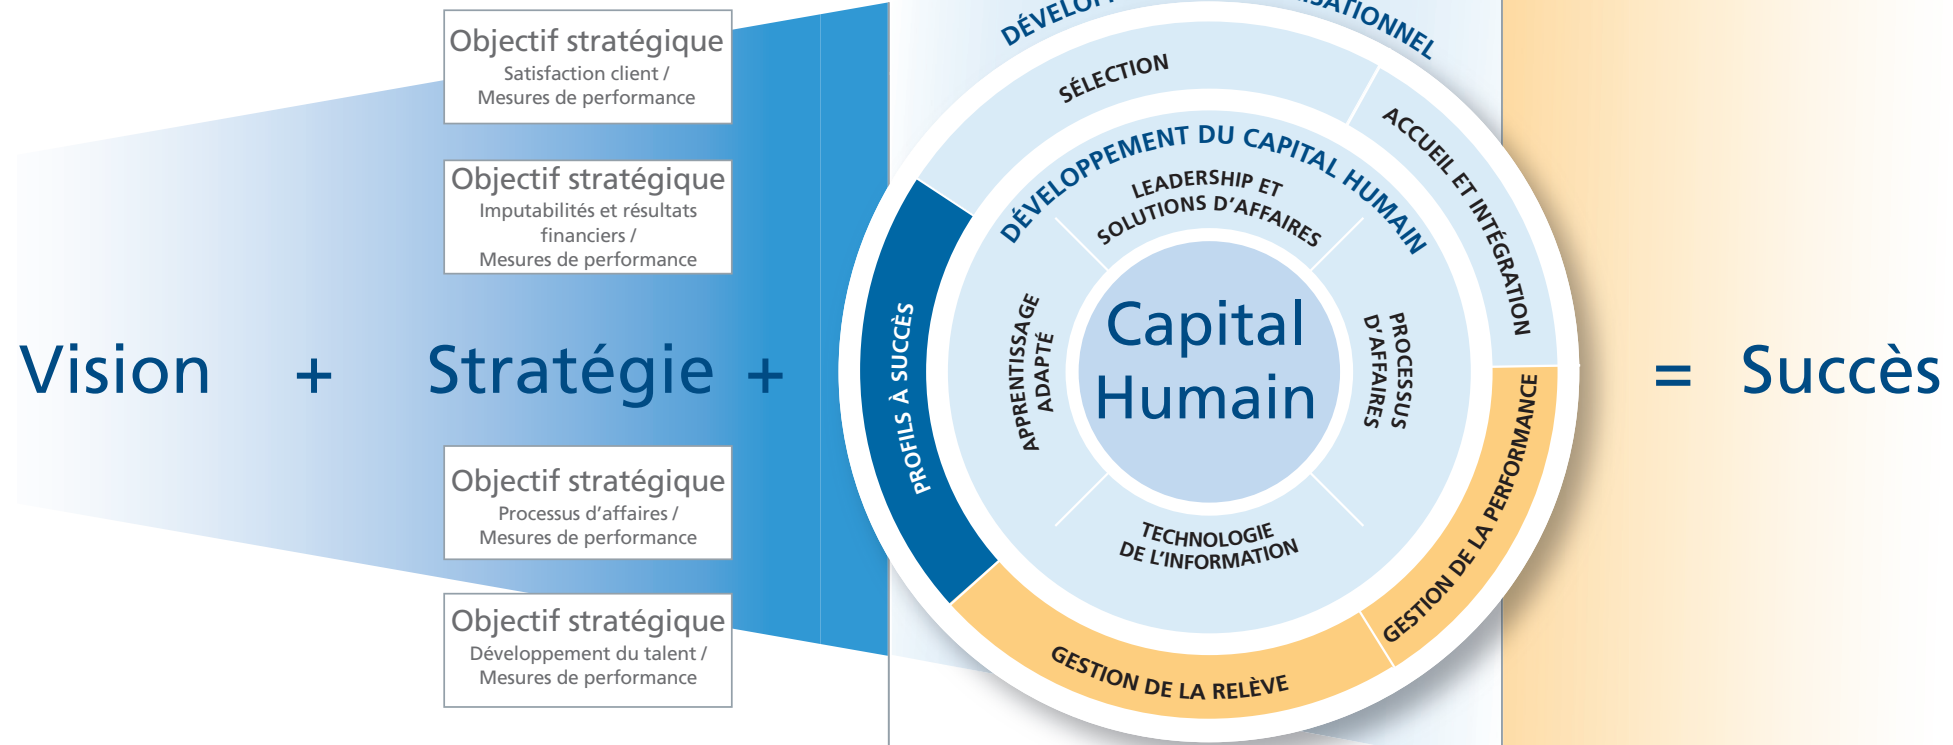 Objectif stratégique
Satisfaction client /
Mesures de performance
Objectif stratégique
Imputabilités et résultats
financiers /
Mesures de performance
Vision + Stratégie +
Objectif stratégique
Processus d'affaires /
Mesures de performance
Objectif stratégique
Développement du talent /
Mesures de performance
SÉLECTION
ACCUEIL ET INTÉGRATION
DÉVELOPPEMENT DU CAPITAL HUMAIN
LEADERSHIP ET
SOLUTIONS D'AFFAIRES
PROFILS À SUCCÈS
APPRENTISSAGE
ADAPTÉ
Capital
Humain
PROCESSUS
D'AFFAIRES
TECHNOLOGIE
DE L'INFORMATION
GESTION DE LA PERFORMANCE
GESTION DE LA RELÈVE
= Succès